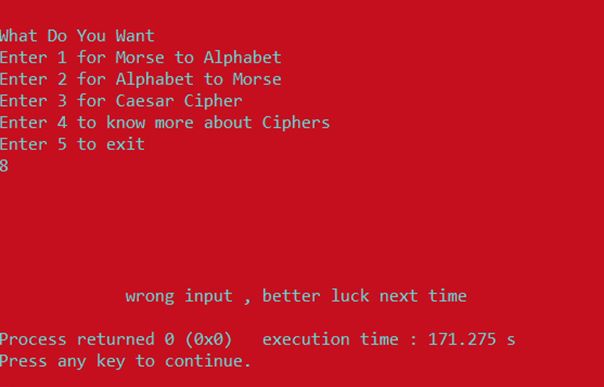 What Do You Want
Enter 1 for Morse to Alphabet
Enter 2 for Alphabet to Morse
Enter 3 for Caesar Cipher
Enter 4 to know more about Ciphers
Enter 5 to exit
8
wrong input , better luck next time
Process returned 0 (0x0)   execution time : 171.275 s
Press any key to continue.